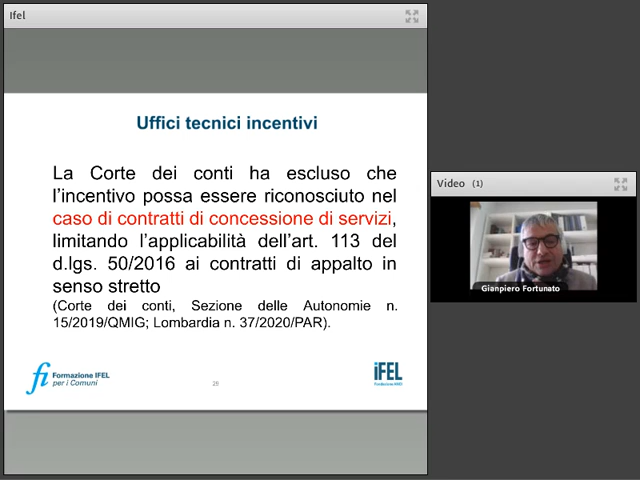 Ifel
Uffici tecnici incentivi
La Corte dei conti ha escluso che
l'incentivo possa essere riconosciuto nel
caso di contratti di concessione di servizi,
limitando l'applicabilità dell'art. 113 del
d.lgs. 50/2016 ai contratti di appalto in
senso stretto
(Corte dei conti, Sezione delle Autonomie n.
15/2019/QMIG; Lombardia n. 37/2020/PAR).
fi Formazione IFEL
per i Comuni
iFEL
Video (1)
Gianpiero Fortunato